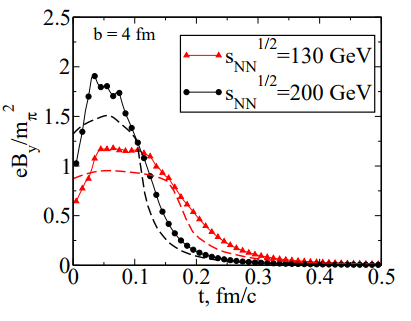 b = 4 fm
s_NN^1/2=130 GeV
s_NN^1/2=200 GeV
eB_y/m_π^2
2.5
2
1.5
1
0.5
0
0 0.1 0.2 0.3 0.4 0.5
t, fm/c